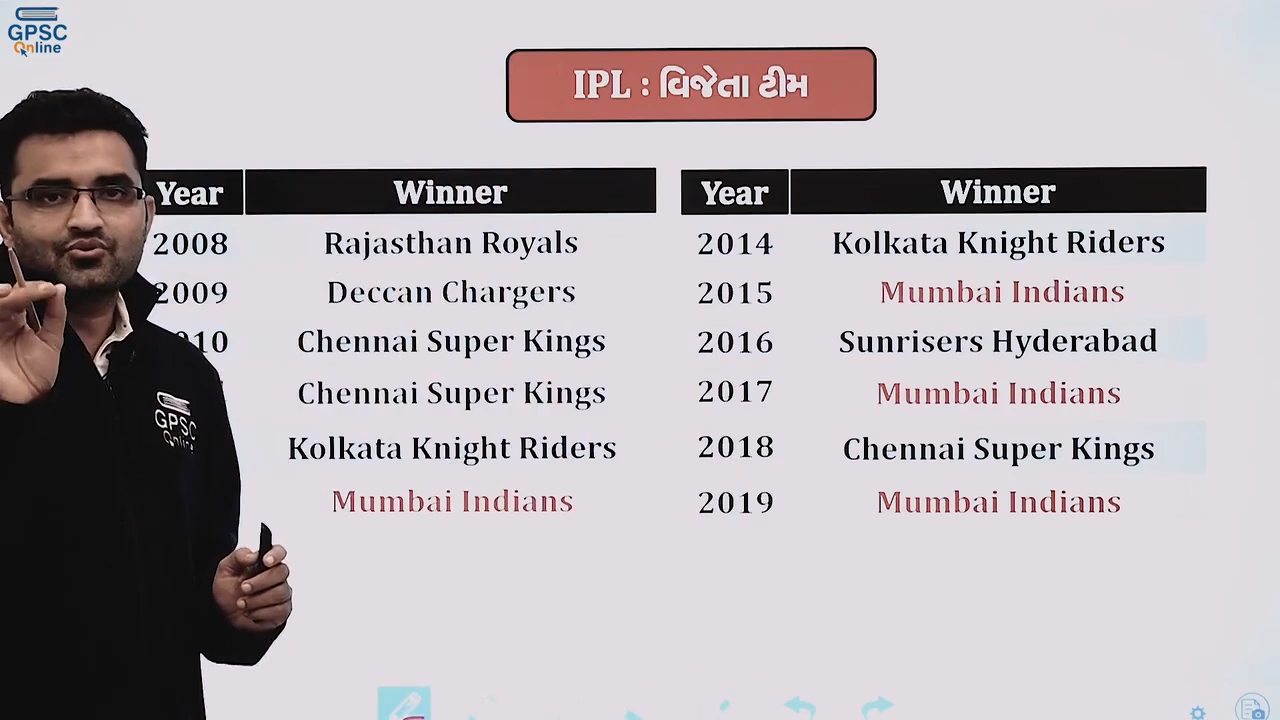 GPSC
Online
IPL : વિજેતા ટીમ
Year Winner
2008 Rajasthan Royals
2009 Deccan Chargers
10 Chennai Super Kings
Chennai Super Kings
Kolkata Knight Riders
Mumbai Indians
Year Winner
2014 Kolkata Knight Riders
2015 Mumbai Indians
2016 Sunrisers Hyderabad
2017 Mumbai Indians
2018 Chennai Super Kings
2019 Mumbai Indians
GPSC
Online